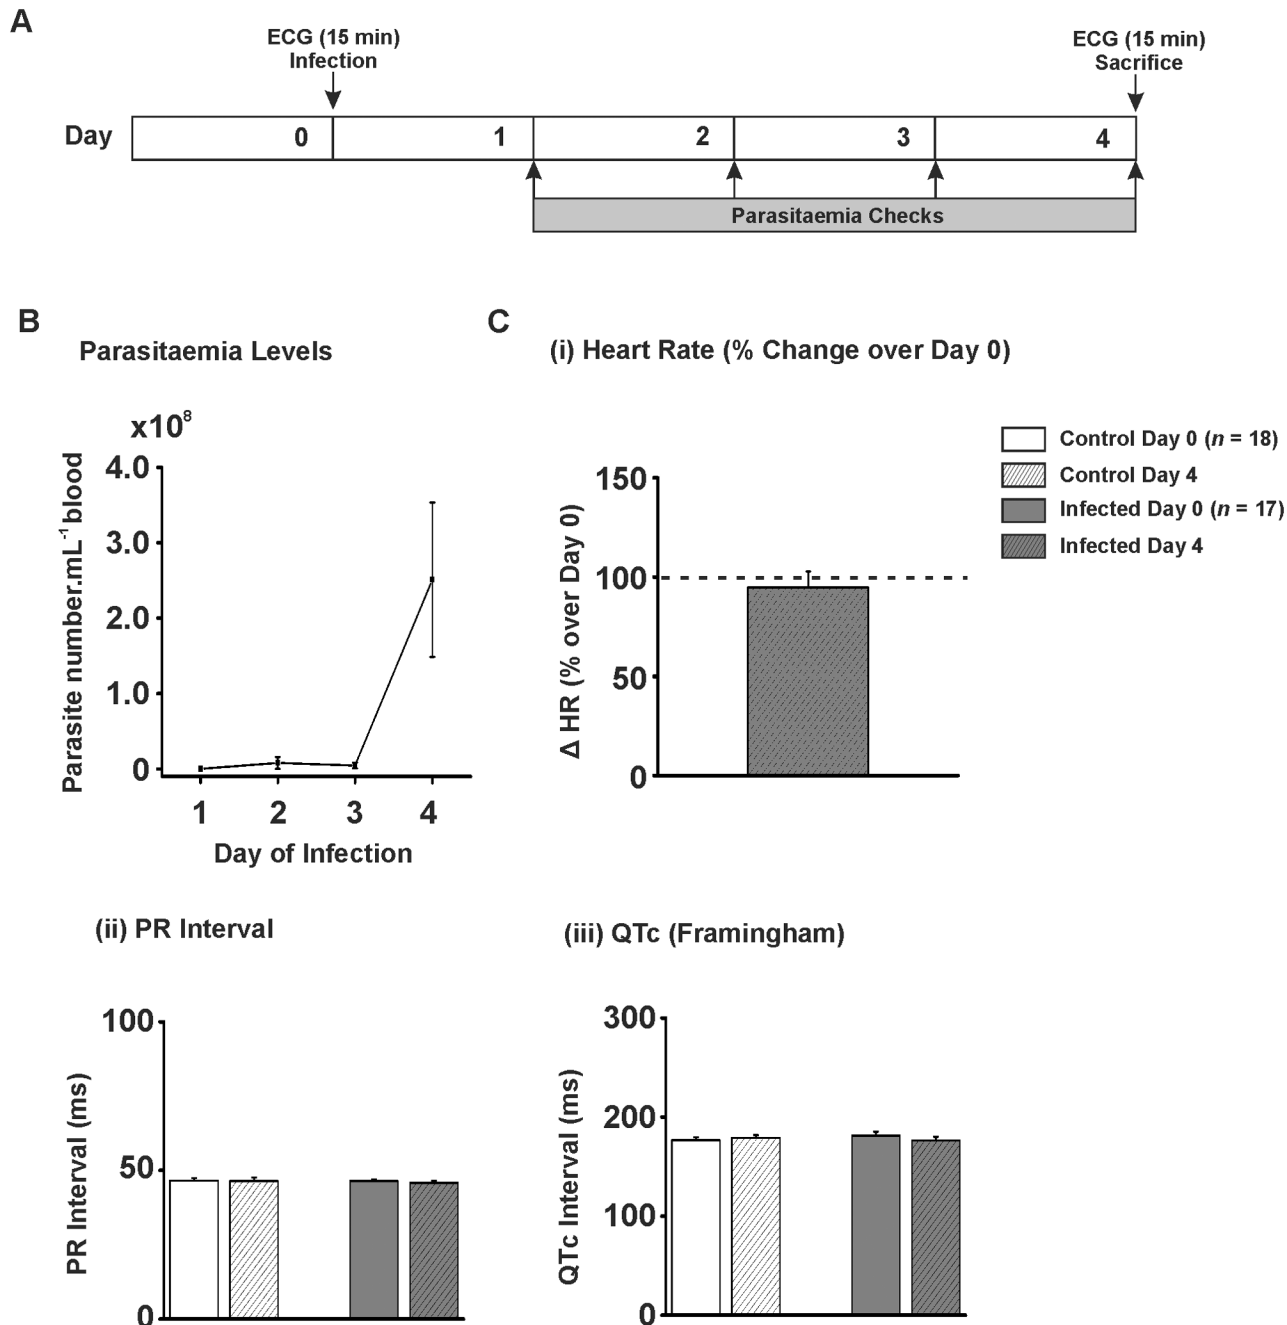 A
ECG (15 min)
Infection
ECG (15 min)
Sacrifice
Day
0
1
2
3
4
Parasitaemia Checks
B
Parasitaemia Levels
x10⁸
Parasite number.mL⁻¹ blood
4.0
3.0
2.0
1.0
0
1
2
3
4
Day of Infection
C
(i) Heart Rate (% Change over Day 0)
Δ HR (% over Day 0)
150
100
50
0
Control Day 0 (n = 18)
Control Day 4
Infected Day 0 (n = 17)
Infected Day 4
(ii) PR Interval
PR Interval (ms)
100
50
0
(iii) QTc (Framingham)
QTc Interval (ms)
300
200
100
0